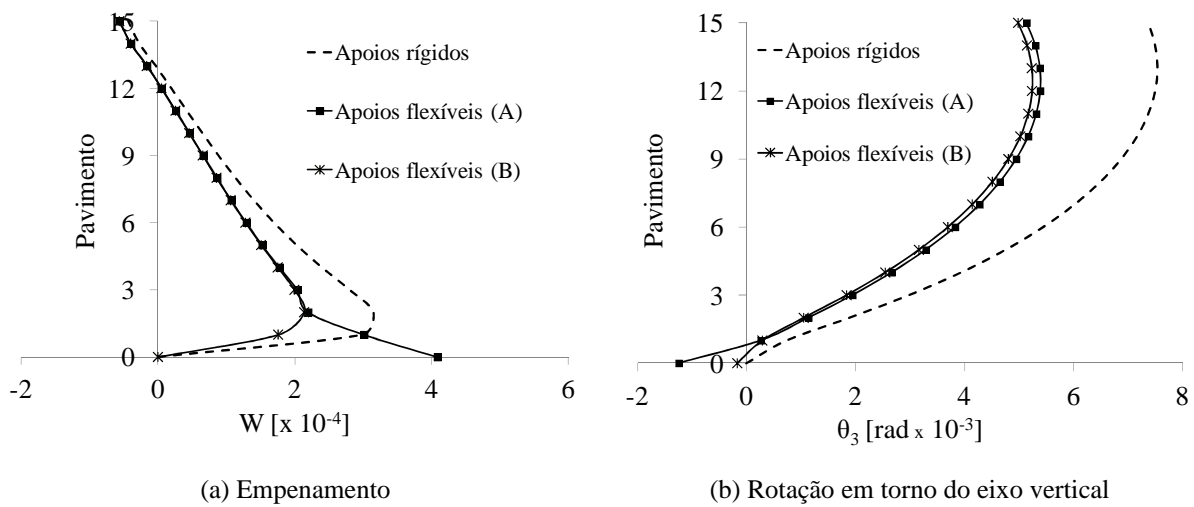 15
12
9
6
3
0
Pavimento
Apoios rígidos
Apoios flexíveis (A)
Apoios flexíveis (B)
-2 0 2 4 6
W [x 10⁻⁴]
(a) Empenamento
15
12
9
6
3
0
Pavimento
Apoios rígidos
Apoios flexíveis (A)
Apoios flexíveis (B)
-2 0 2 4 6 8
θ₃ [rad x 10⁻³]
(b) Rotação em torno do eixo vertical